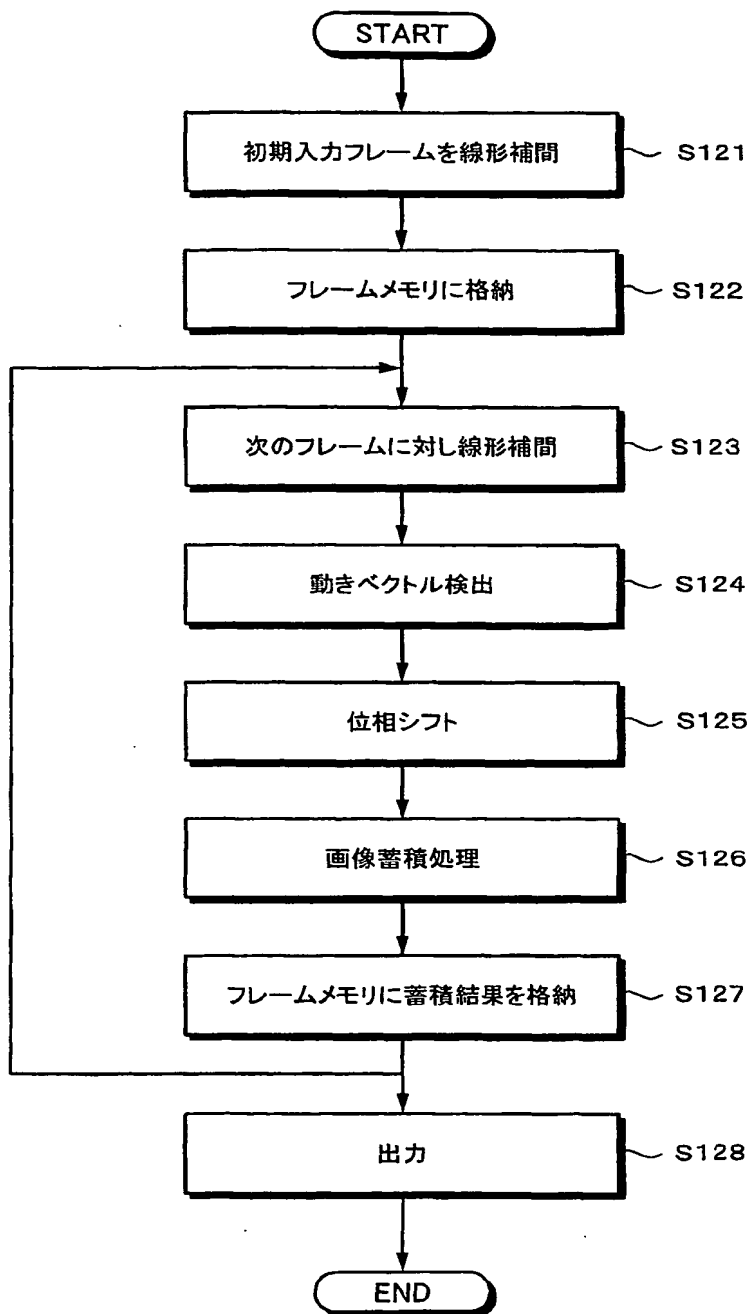 START
初期入力フレームを線形補間 S121
フレームメモリに格納 S122
次のフレームに対し線形補間 S123
動きベクトル検出 S124
位相シフト S125
画像蓄積処理 S126
フレームメモリに蓄積結果を格納 S127
出力 S128
END